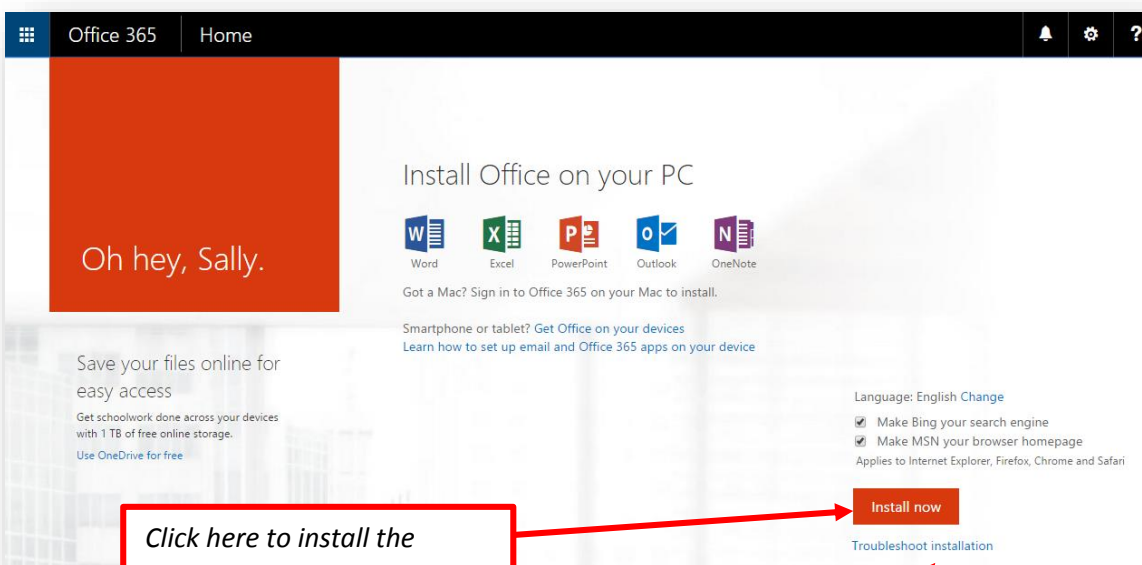 Office 365 Home ?
Install Office on your PC
W X P O N
Word Excel PowerPoint Outlook OneNote
Oh hey, Sally.
Got a Mac? Sign in to Office 365 on your Mac to install.
Smartphone or tablet? Get Office on your devices
Learn how to set up email and Office 365 apps on your device
Save your files online for
easy access
Get schoolwork done across your devices
with 1 TB of free online storage.
Use OneDrive for free
Language: English Change
Make Bing your search engine
Make MSN your browser homepage
Applies to Internet Explorer, Firefox, Chrome and Safari
Install now
Troubleshoot installation
Click here to install the